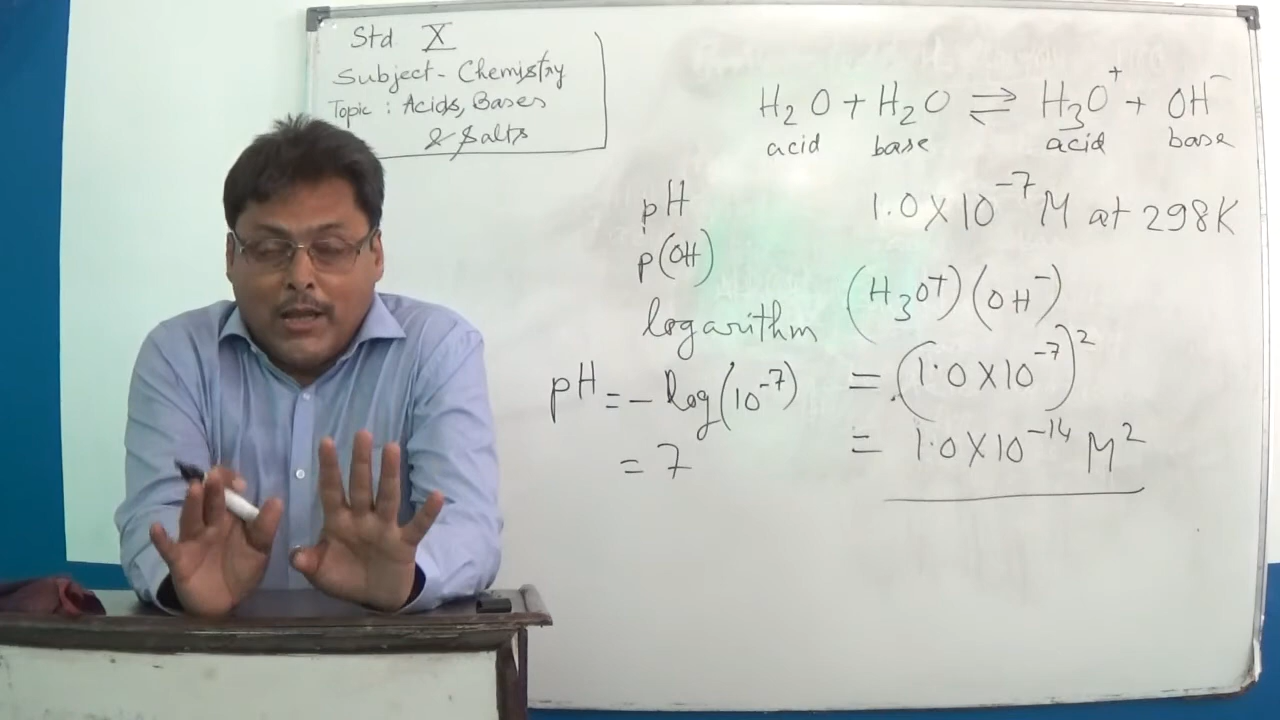 Std X
Subject - Chemistry
Topic : Acids, Bases
& Salts
H₂O + H₂O ⇌ H₃O⁺ + OH⁻
acid base acid base
pH
p(OH)
logarithm
pH = - log(10⁻⁷)
= 7
1.0 X 10⁻⁷ M at 298K
(H₃O⁺)(OH⁻)
= (1.0 X 10⁻⁷)²
= 1.0 X 10⁻¹⁴ M²